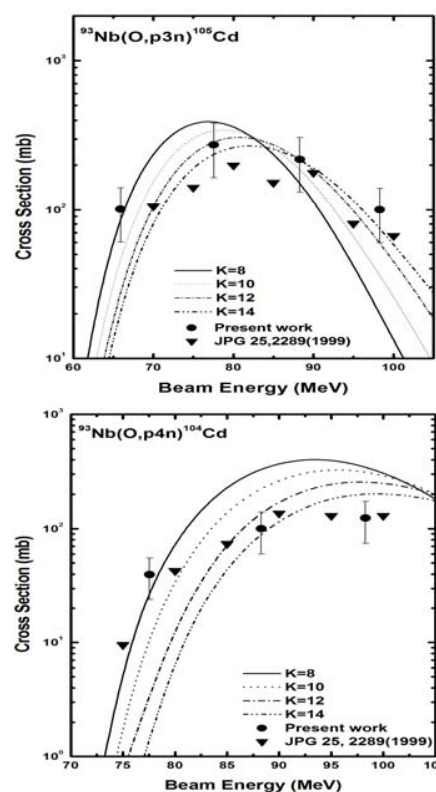 ⁹³Nb(O,p3n)¹⁰⁵Cd
Cross Section (mb)
10³
10²
10¹
K=8
K=10
K=12
K=14
Present work
JPG 25,2289(1999)
60 70 80 90 100
Beam Energy (MeV)
⁹³Nb(O,p4n)¹⁰⁴Cd
Cross Section (mb)
10³
10²
10¹
10⁰
K=8
K=10
K=12
K=14
Present work
JPG 25, 2289(1999)
70 75 80 85 90 95 100
Beam Energy (MeV)